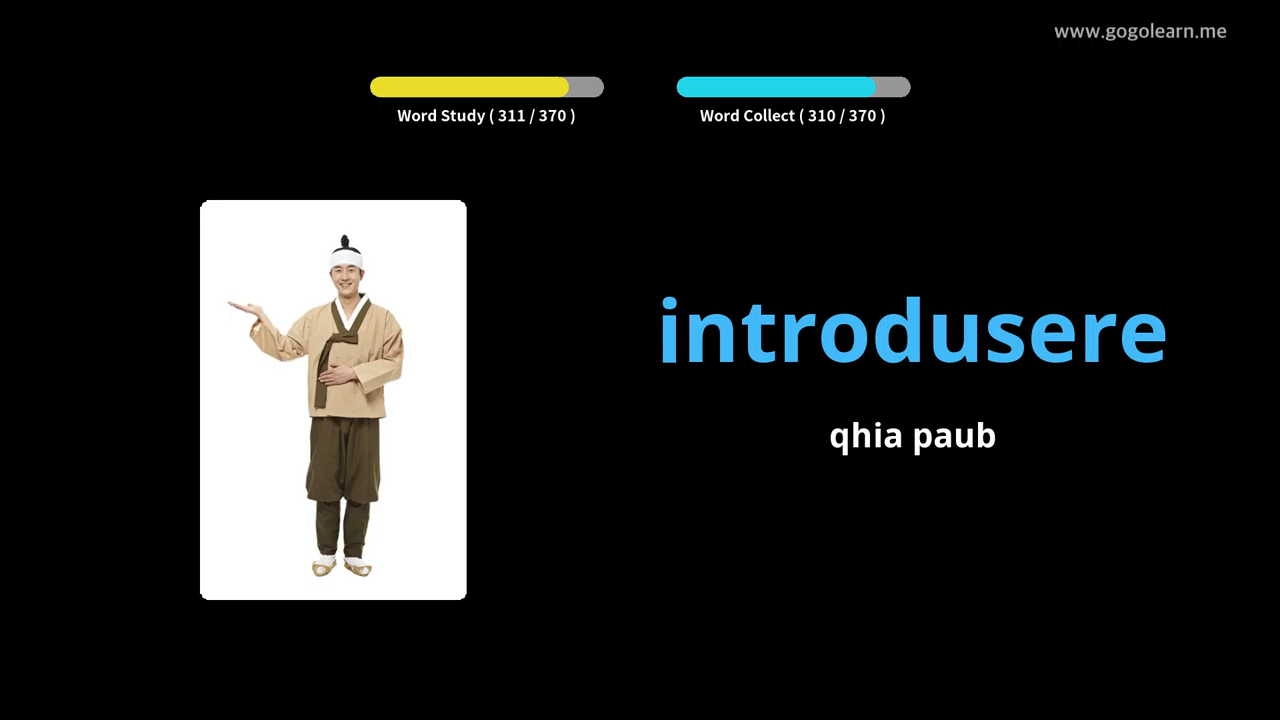 www.gogolearn.me
Word Study ( 311 / 370 )
Word Collect ( 310 / 370 )
introdusere
qhia paub